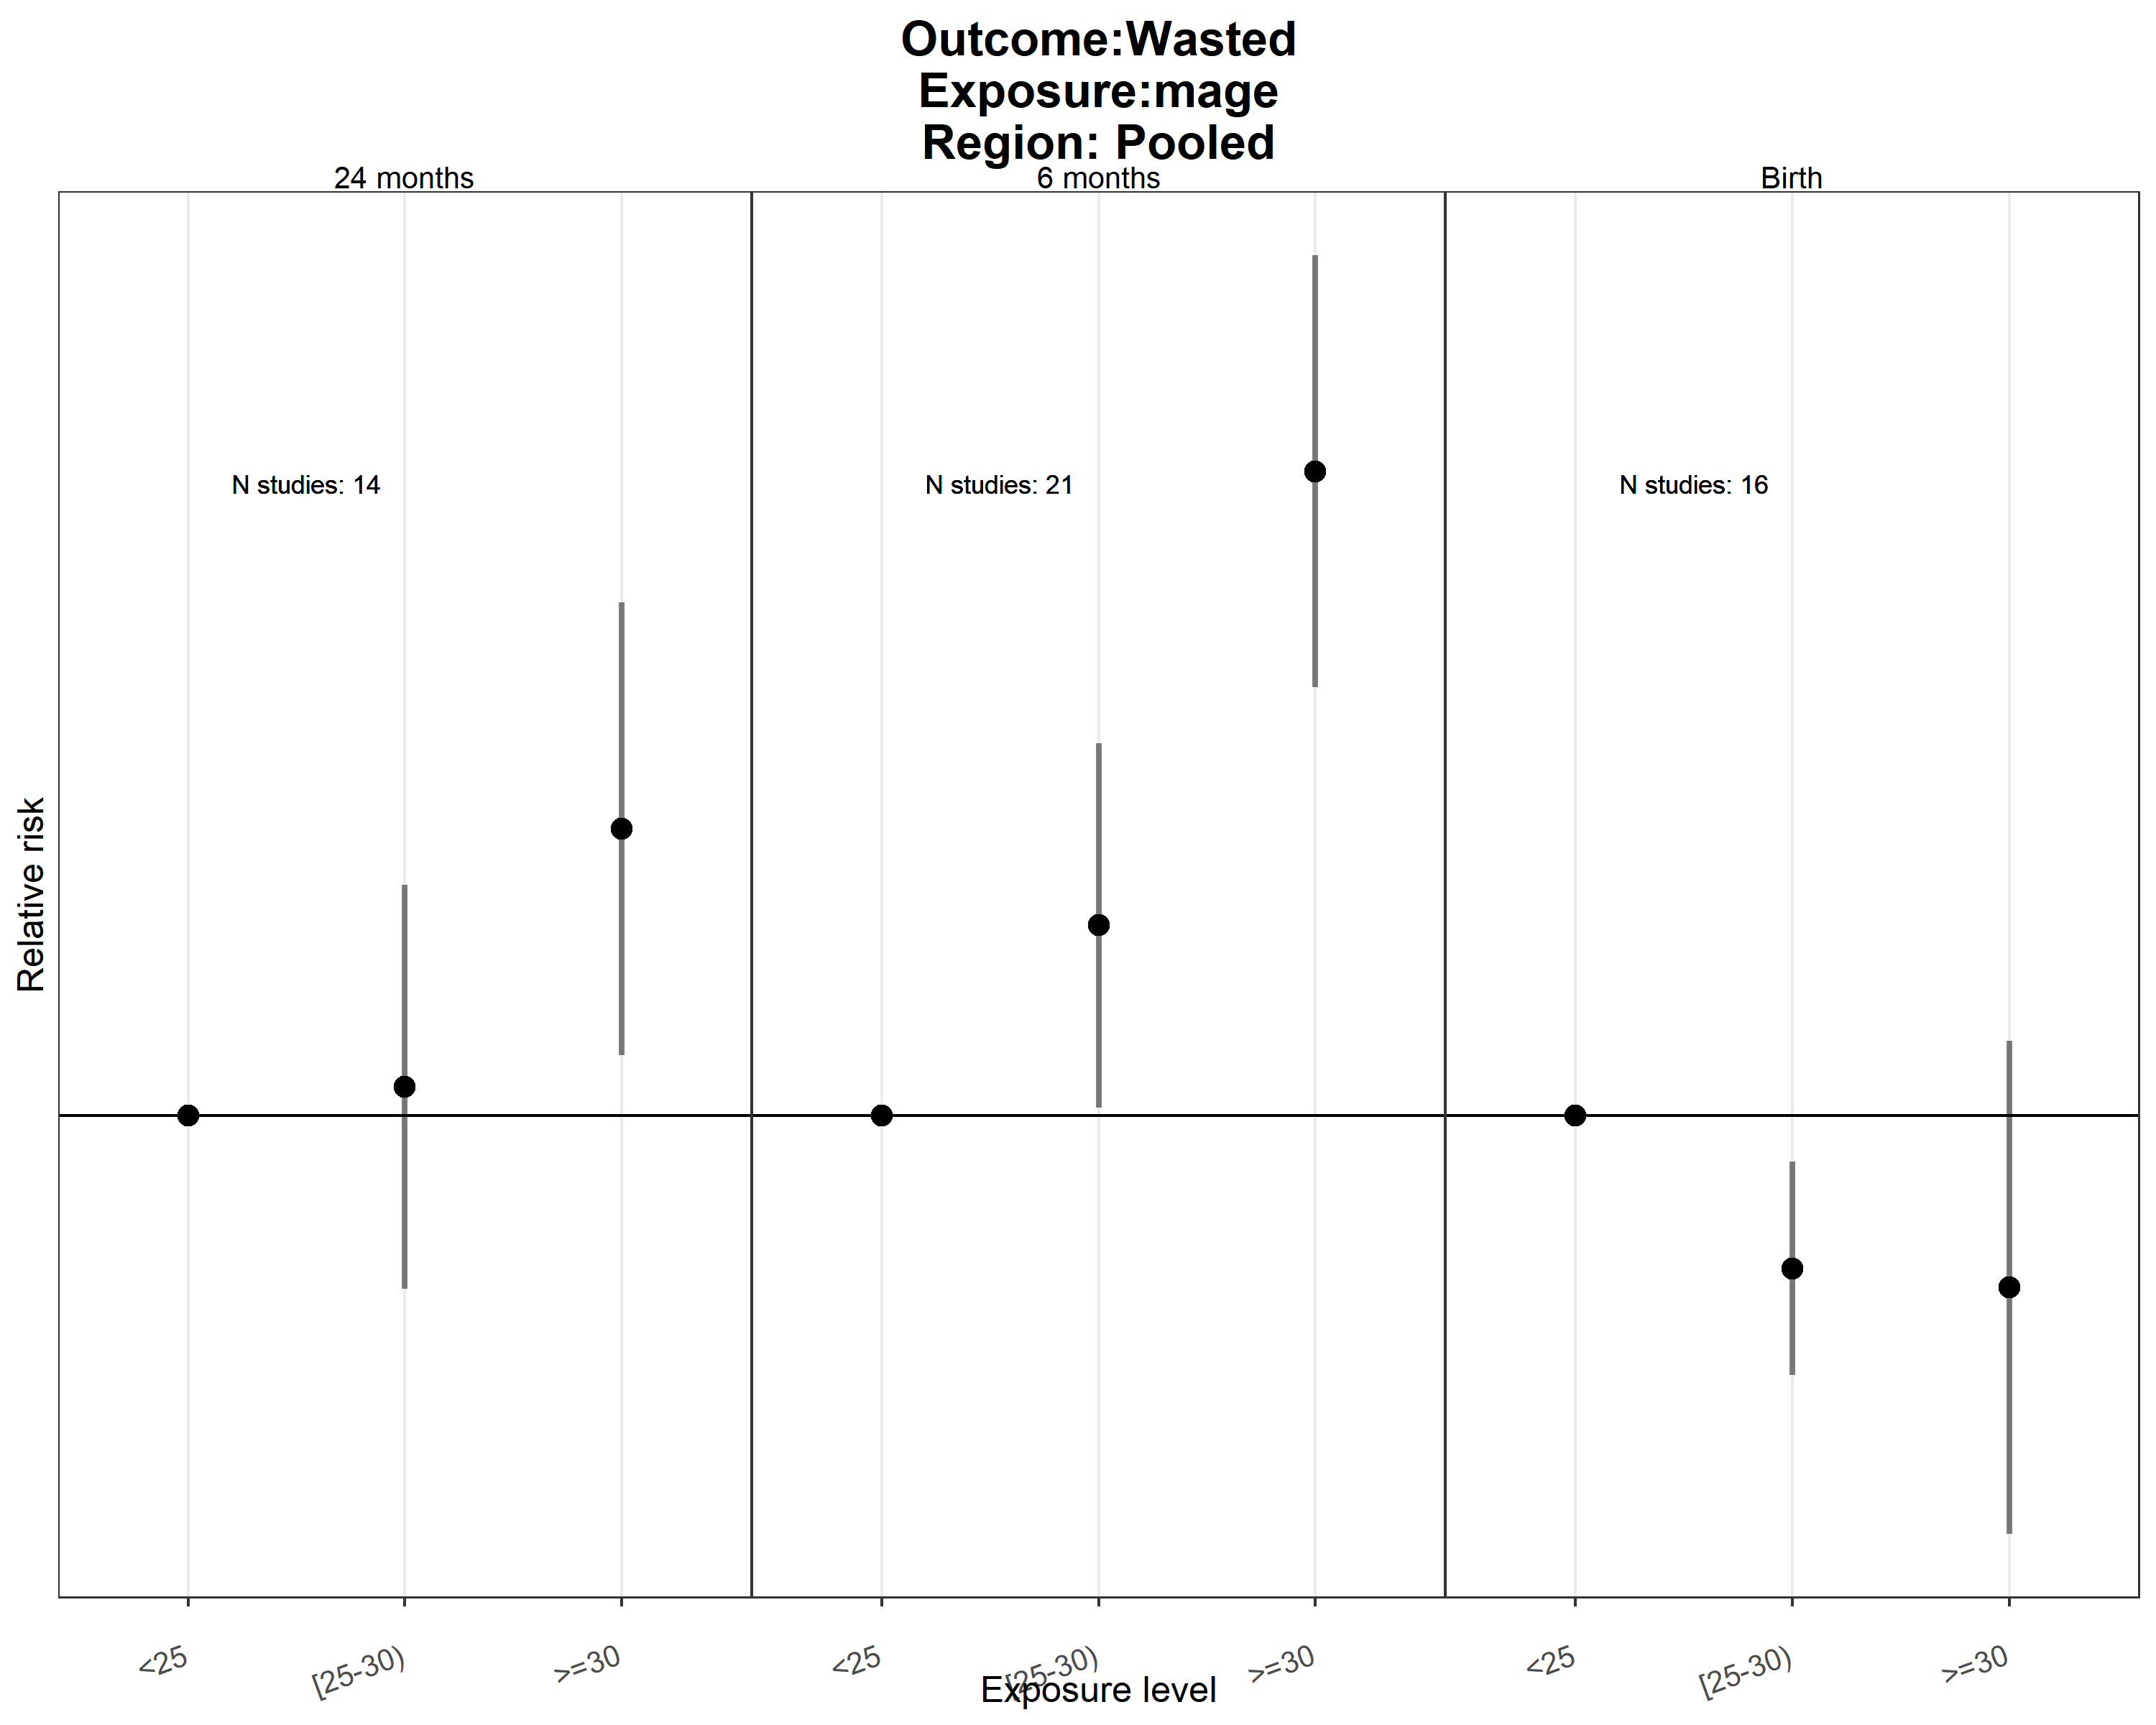 Outcome:Wasted
Exposure:mage
Region: Pooled
24 months
6 months
Birth
N studies: 14
N studies: 21
N studies: 16
Relative risk
<25
[25-30)
>=30
<25
[25-30)
>=30
<25
[25-30)
>=30
Exposure level